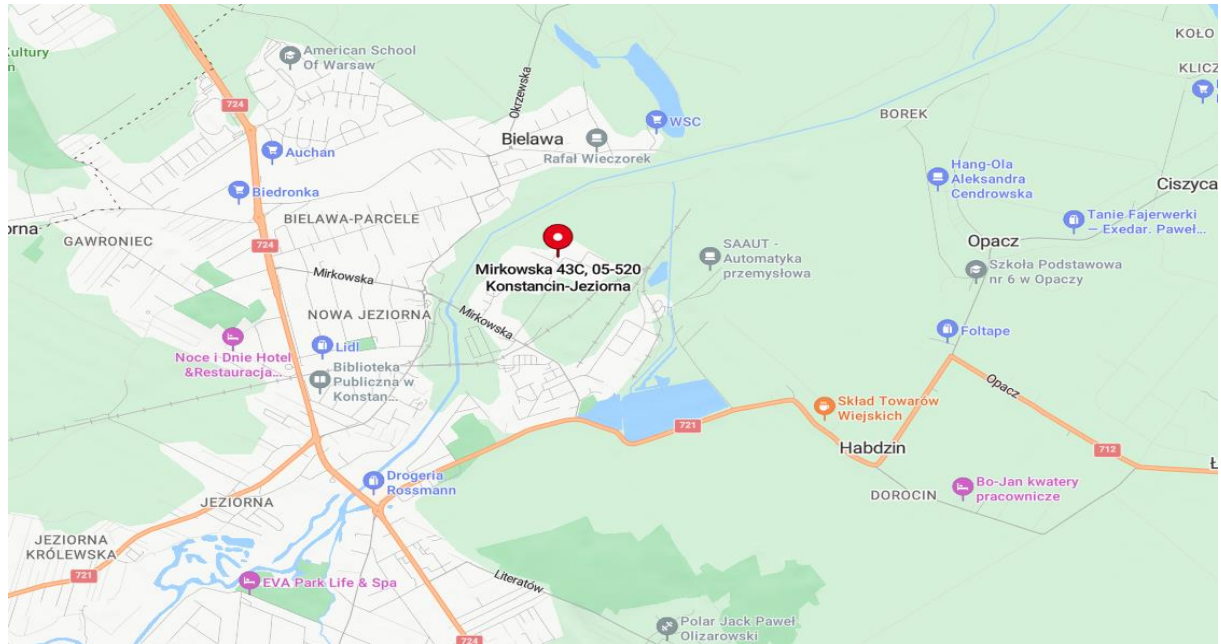 KOŁO
Kultury
American School
Of Warsaw
KLICZ
724
Okrzewska
BOREK
WSC
Bielawa
Rafał Wieczorek
Auchan
Hang-Ola
Aleksandra
Cendrowska
Ciszyca
Biedronka
BIELAWA-PARCELE
Tanie Fajerwerki
– Exedar. Paweł...
orna
GAWRONIEC
724
SAAUT -
Automatyka
przemysłowa
Opacz
Szkoła Podstawowa
nr 6 w Opaczy
Mirkowska 43C, 05-520
Konstancin-Jeziorna
Mirkowska
Mirkowska
NOWA JEZIORNA
Lidl
Foltape
Noce i Dnie Hotel
&Restauracja...
Biblioteka
Publiczna w
Konstan...
Opacz
Skład Towarów
Wiejskich
721
Habdzin
712
Ł
Drogeria
Rossmann
Bo-Jan kwatery
pracownicze
DOROCIN
JEZIORNA
JEZIORNA
KRÓLEWSKA
721
EVA Park Life & Spa
Literatów
Polar Jack Paweł
Olizarowski
724